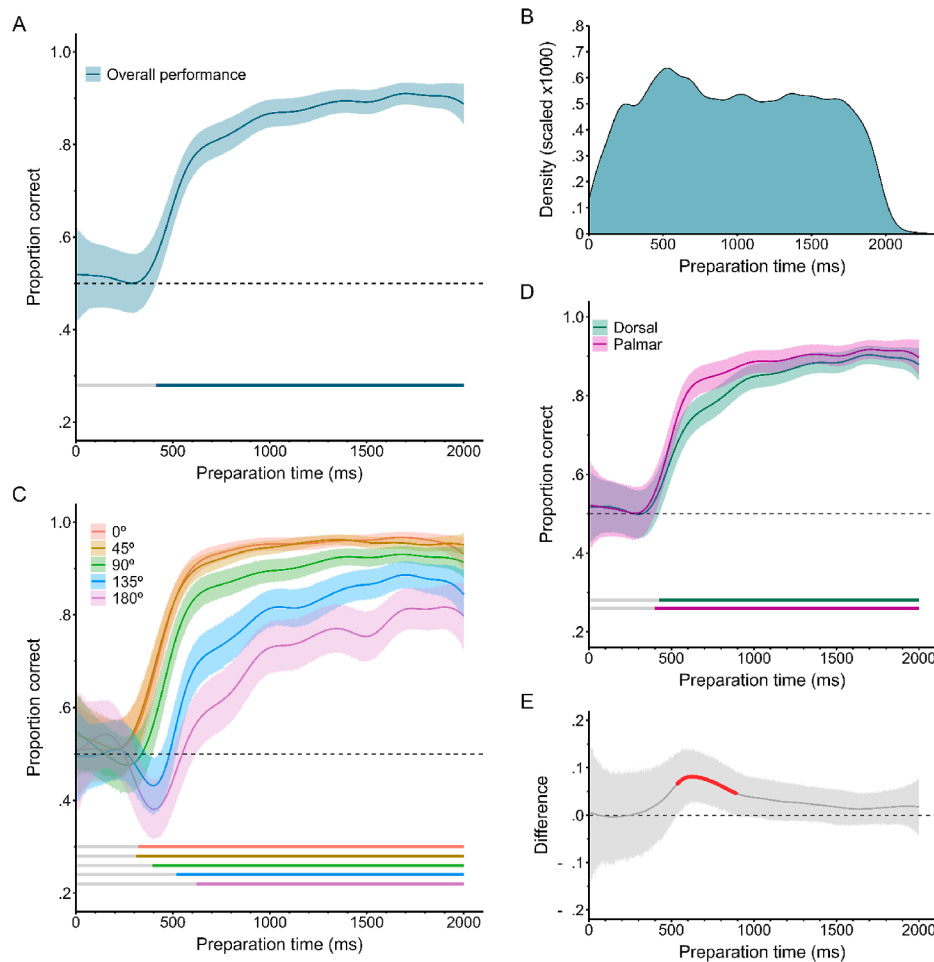 A
1.0
.8
.6
.4
.2
Proportion correct
Overall performance
0
500
1000
1500
2000
Preparation time (ms)
B
.8
.7
.6
.5
.4
.3
.2
.1
0
Density (scaled x1000)
0
500
1000
1500
2000
Preparation time (ms)
C
1.0
.8
.6
.4
.2
Proportion correct
0º
45º
90º
135º
180º
0
500
1000
1500
2000
Preparation time (ms)
D
1.0
.8
.6
.4
.2
Proportion correct
Dorsal
Palmar
0
500
1000
1500
2000
Preparation time (ms)
E
.2
.1
.0
- .1
- .2
Difference
0
500
1000
1500
2000
Preparation time (ms)